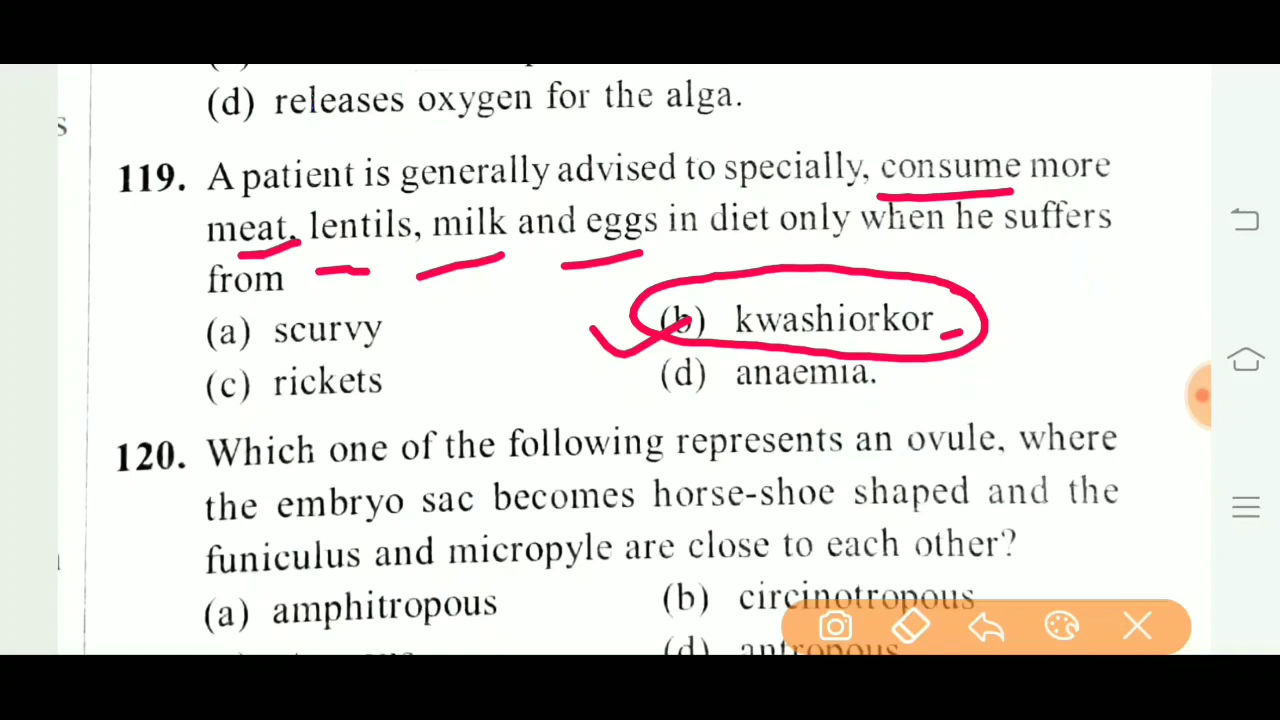 s
(d) releases oxygen for the alga.
119. A patient is generally advised to specially, consume more
meat, lentils, milk and eggs in diet only when he suffers
from
(a) scurvy (b) kwashiorkor
(c) rickets (d) anaemia.
120. Which one of the following represents an ovule, where
the embryo sac becomes horse-shoe shaped and the
funiculus and micropyle are close to each other?
(a) amphitropous (b) circinotropous
(d)